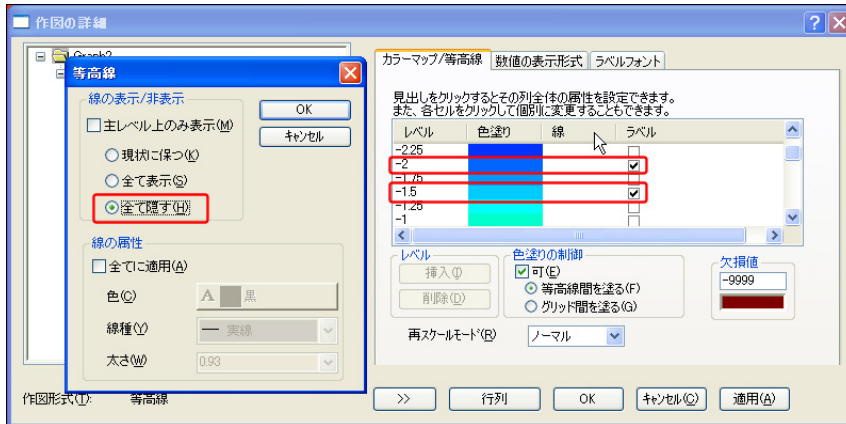 作図の詳細
Graph2
等高線
線の表示/非表示
主レベル上のみ表示(M)
現状に保つ(K)
全て表示(S)
全て隠す(H)
OK
キャンセル
線の属性
全てに適用(A)
色(C)
A 黒
線種(Y)
実線
太さ(W)
0.93
カラーマップ/等高線 数値の表示形式 ラベルフォント
見出しをクリックするとその列全体の属性を設定できます。
また、各セルをクリックして個別に変更することもできます。
レベル 色塗り 線 ラベル
-2.25
-2
-1.75
-1.5
-1.25
-1
レベル
挿入(I)
削除(D)
色塗りの制御
可(E)
等高線間を塗る(F)
グリッド間を塗る(G)
欠損値
-9999
再スケールモード(R) ノーマル
作図形式(T): 等高線
>> 行列 OK キャンセル(C) 適用(A)